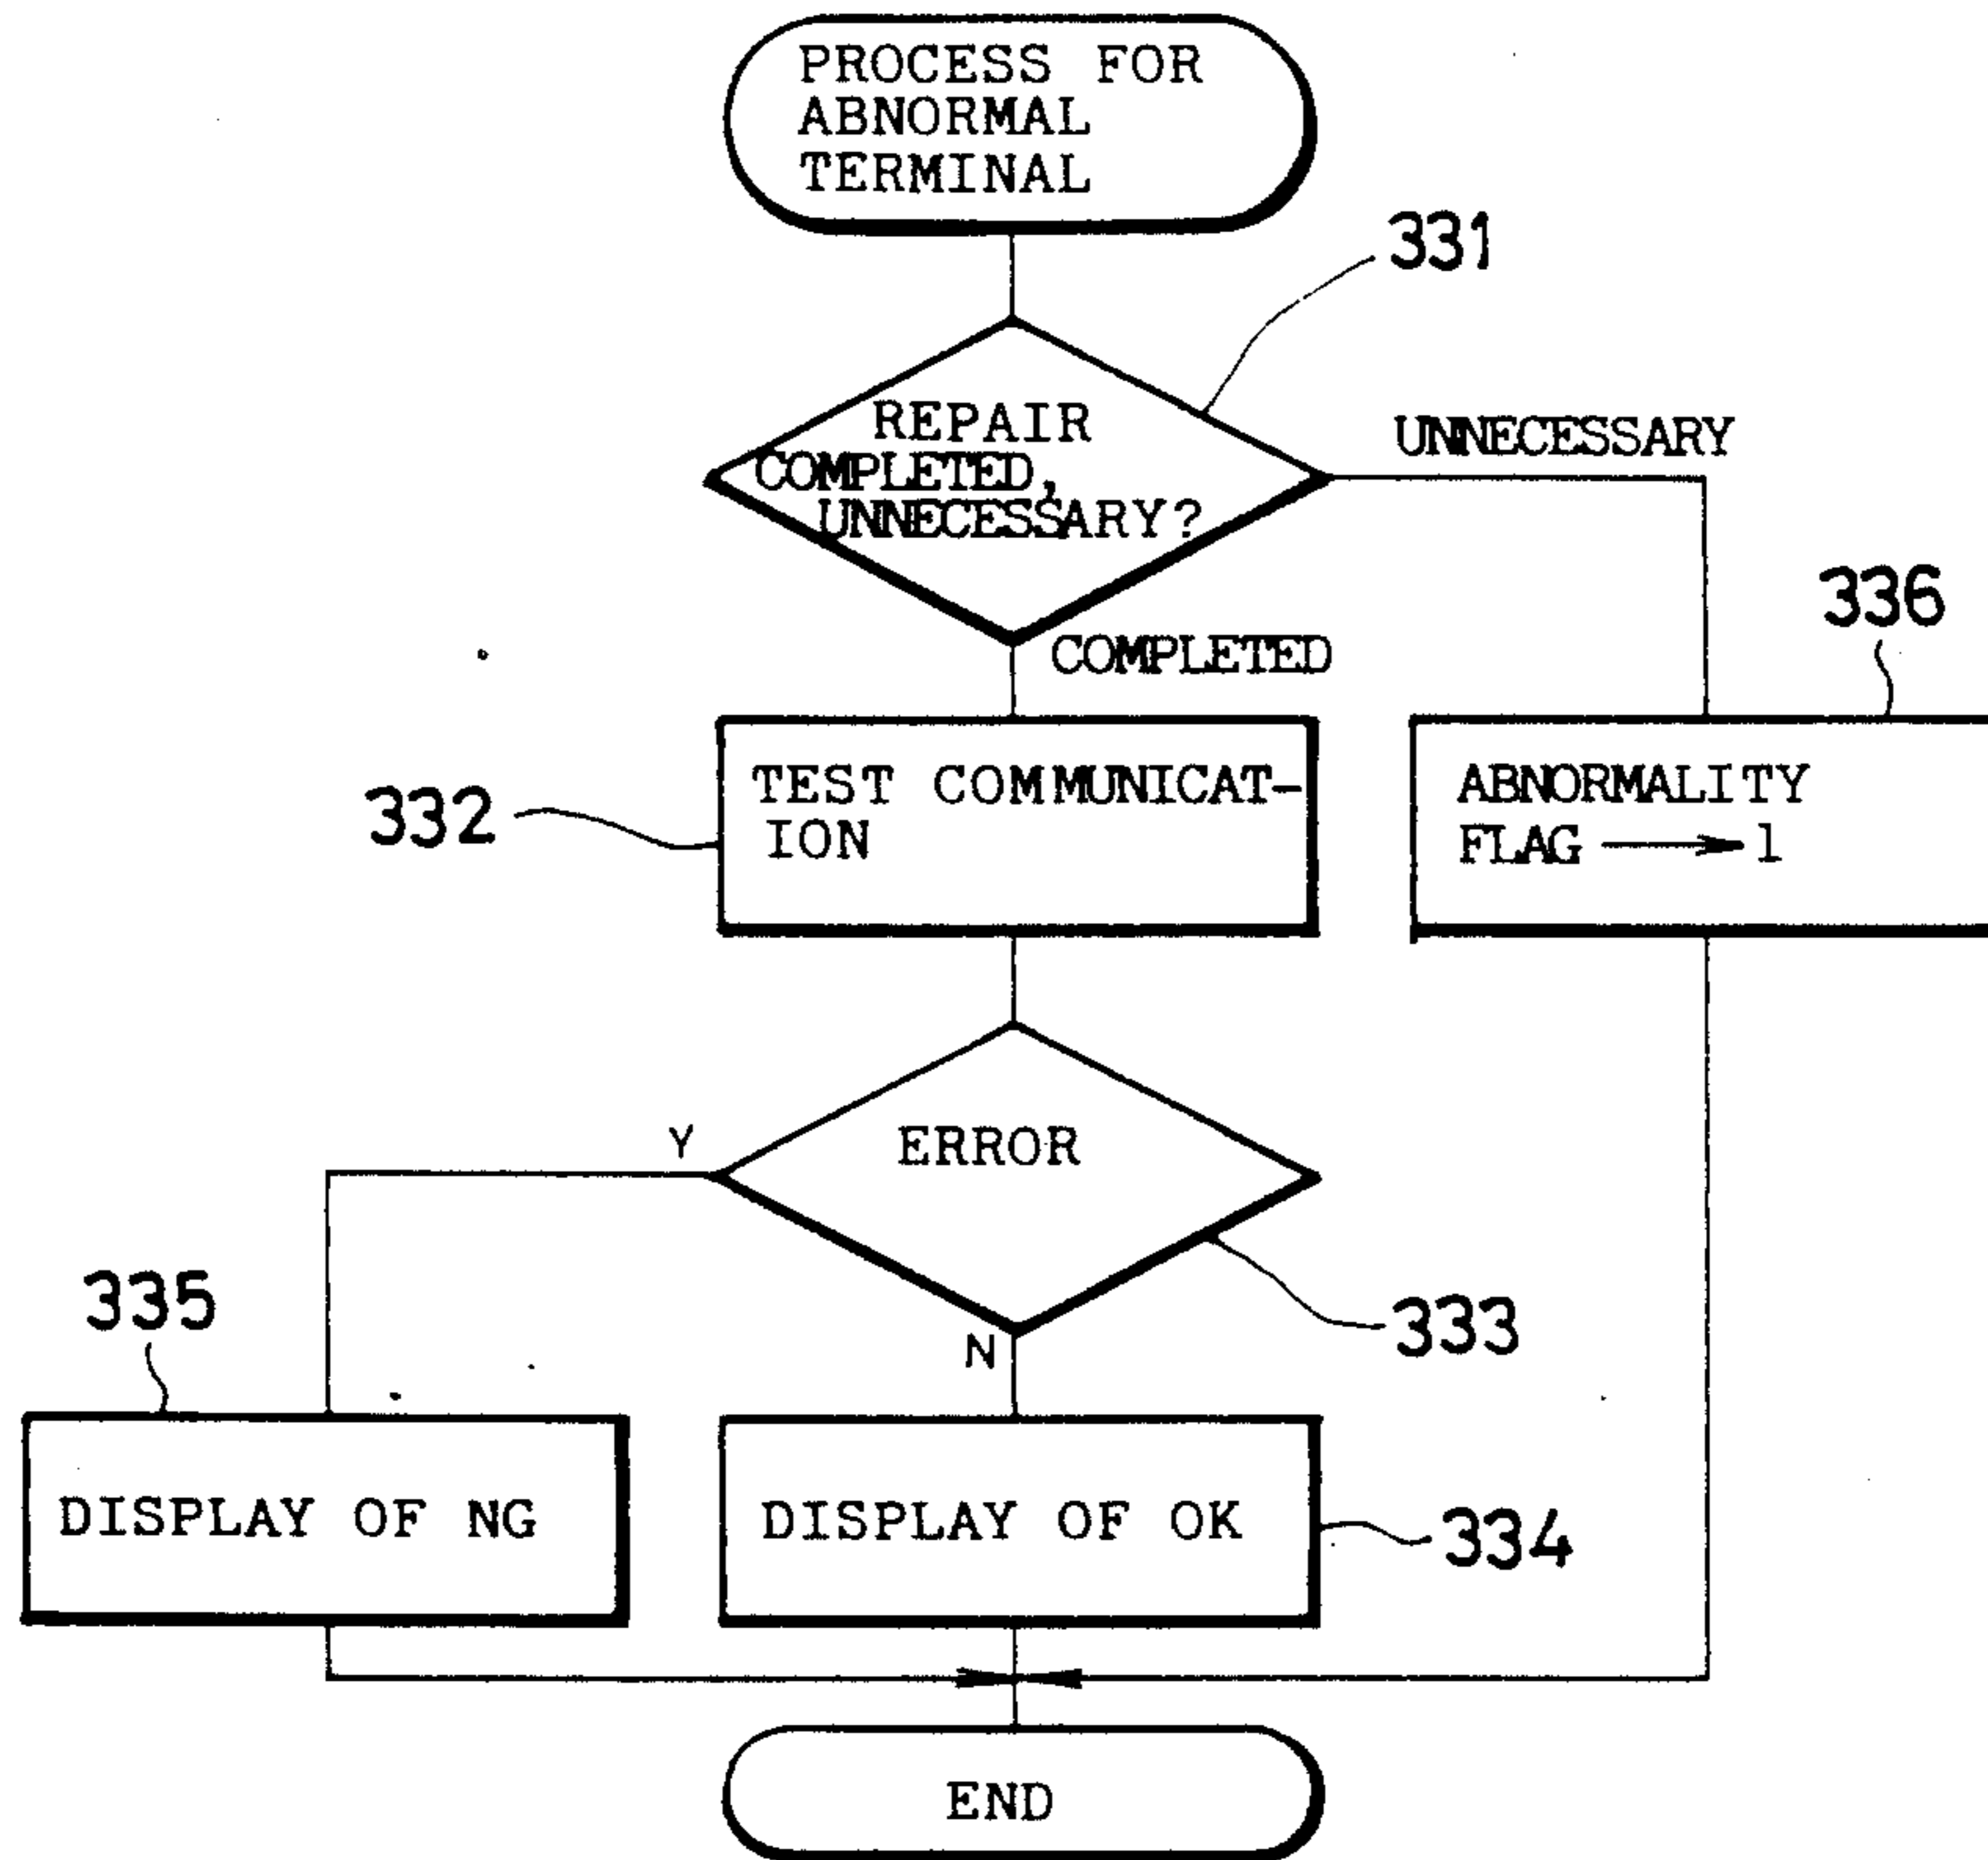 PROCESS FOR
ABNORMAL
TERMINAL
331
REPAIR
COMPLETED,
UNNECESSARY?
UNNECESSARY
336
COMPLETED
332
TEST COMMUNICAT-
ION
ABNORMALITY
FLAG → 1
Y
ERROR
335
333
N
DISPLAY OF NG
DISPLAY OF OK
334
END